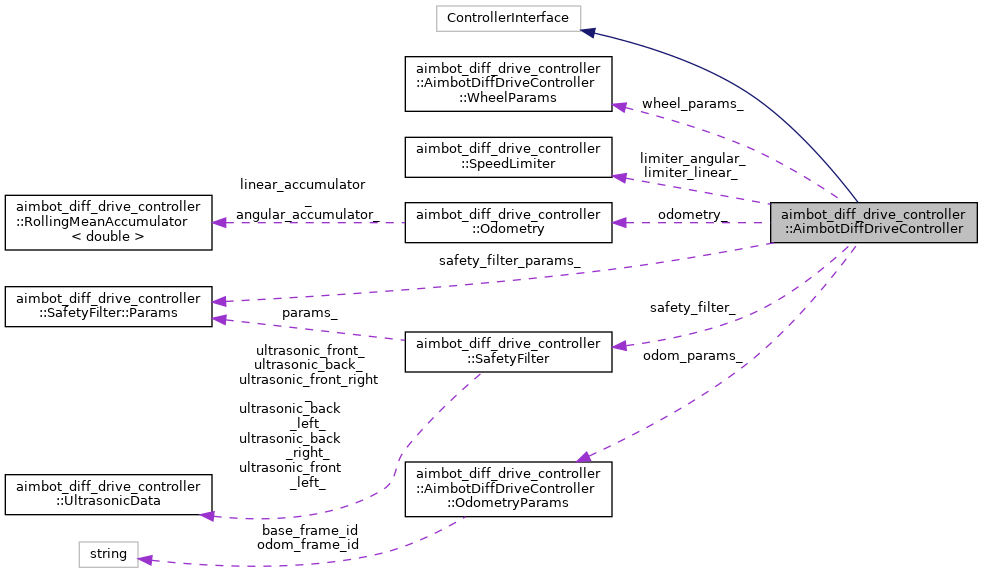 ControllerInterface
aimbot_diff_drive_controller
::AimbotDiffDriveController
::WheelParams
wheel_params_
aimbot_diff_drive_controller
::SpeedLimiter
limiter_angular_
limiter_linear_
aimbot_diff_drive_controller
::RollingMeanAccumulator
< double >
linear_accumulator
_
angular_accumulator_
aimbot_diff_drive_controller
::Odometry
odometry_
aimbot_diff_drive_controller
::AimbotDiffDriveController
safety_filter_params_
aimbot_diff_drive_controller
::SafetyFilter::Params
params_
aimbot_diff_drive_controller
::SafetyFilter
safety_filter_
odom_params_
ultrasonic_front_
ultrasonic_back_
ultrasonic_front_right
_
ultrasonic_back
_left_
ultrasonic_back
_right_
ultrasonic_front
_left_
aimbot_diff_drive_controller
::UltrasonicData
aimbot_diff_drive_controller
::AimbotDiffDriveController
::OdometryParams
base_frame_id
odom_frame_id
string